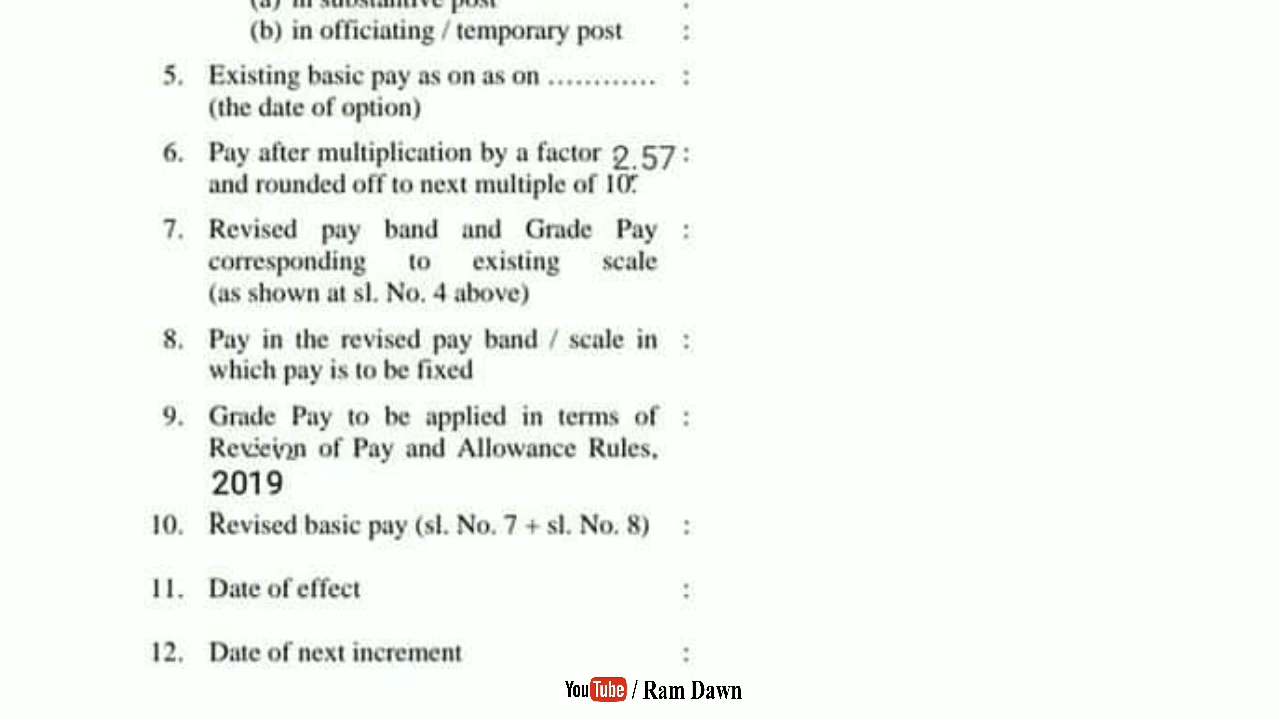 (a) in substantive post :
(b) in officiating / temporary post :
5. Existing basic pay as on as on ............ :
(the date of option)
6. Pay after multiplication by a factor 2.57 :
and rounded off to next multiple of 10.
7. Revised pay band and Grade Pay :
corresponding to existing scale
(as shown at sl. No. 4 above)
8. Pay in the revised pay band / scale in :
which pay is to be fixed
9. Grade Pay to be applied in terms of :
Revision of Pay and Allowance Rules,
2019
10. Revised basic pay (sl. No. 7 + sl. No. 8) :
11. Date of effect :
12. Date of next increment :
YouTube / Ram Dawn